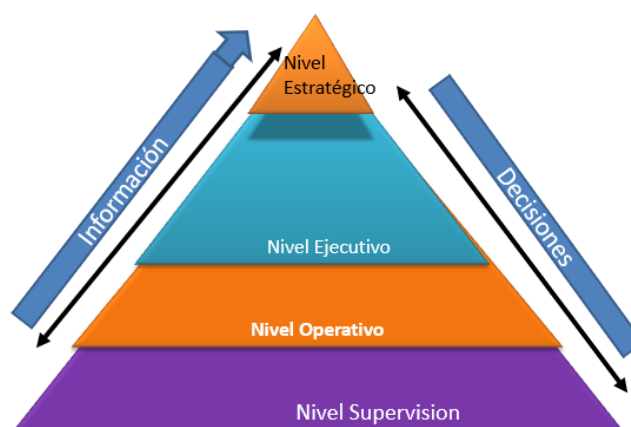 Nivel
Estratégico
Información
Decisiones
Nivel Ejecutivo
Nivel Operativo
Nivel Supervision